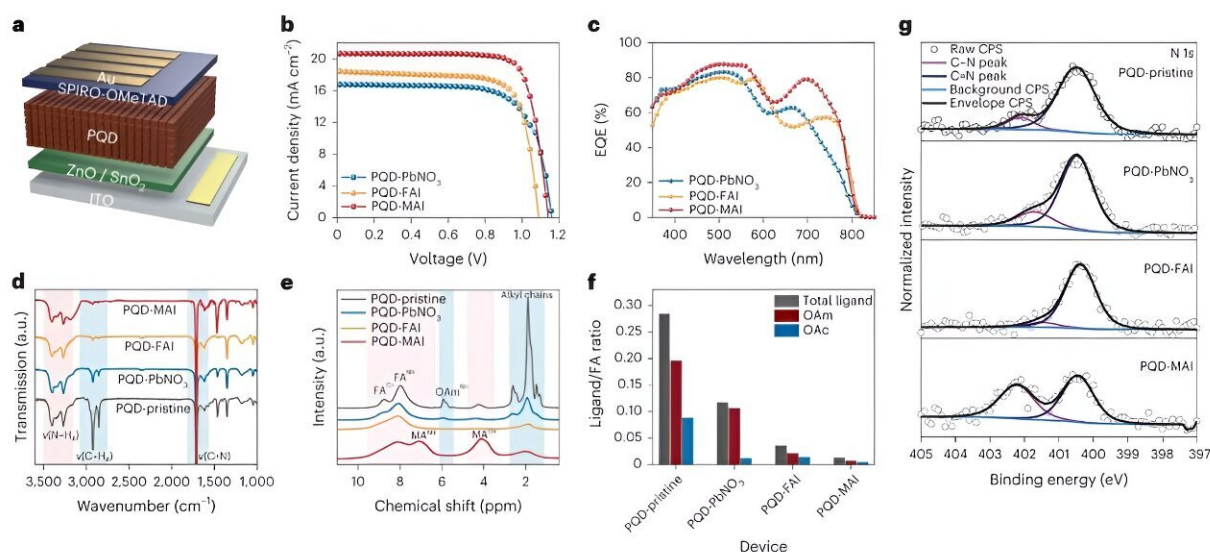 a
Au
SPIRO-OMeTAD
PQD
ZnO / SnO₂
ITO
b
Current density (mA cm⁻²)
20
16
12
8
4
0
PQD-PbNO₃
PQD-FAI
PQD-MAI
0 0.2 0.4 0.6 0.8 1.0 1.2
Voltage (V)
c
EQE (%)
100
80
60
40
20
0
PQD-PbNO₃
PQD-FAI
PQD-MAI
400 500 600 700 800
Wavelength (nm)
d
Transmission (a.u.)
PQD-MAI
PQD-FAI
PQD-PbNO₃
PQD-pristine
3,500 3,000 2,500 2,000 1,500 1,000
Wavenumber (cm⁻¹)
e
Intensity (a.u.)
PQD-pristine
PQD-PbNO₃
PQD-FAI
PQD-MAI
Alkyl chains
10 8 6 4 2
Chemical shift (ppm)
f
Ligand/FA ratio
0.30
0.25
0.20
0.15
0.10
0.05
0
Total ligand
OAm
OAc
PQD-pristine
PQD-PbNO₃
PQD-FAI
PQD-MAI
Device
g
Normalized intensity
Raw CPS
C–N peak
C=N peak
Background CPS
Envelope CPS
N 1s
PQD-pristine
PQD-PbNO₃
PQD-FAI
PQD-MAI
405 404 403 402 401 400 399 398 397
Binding energy (eV)